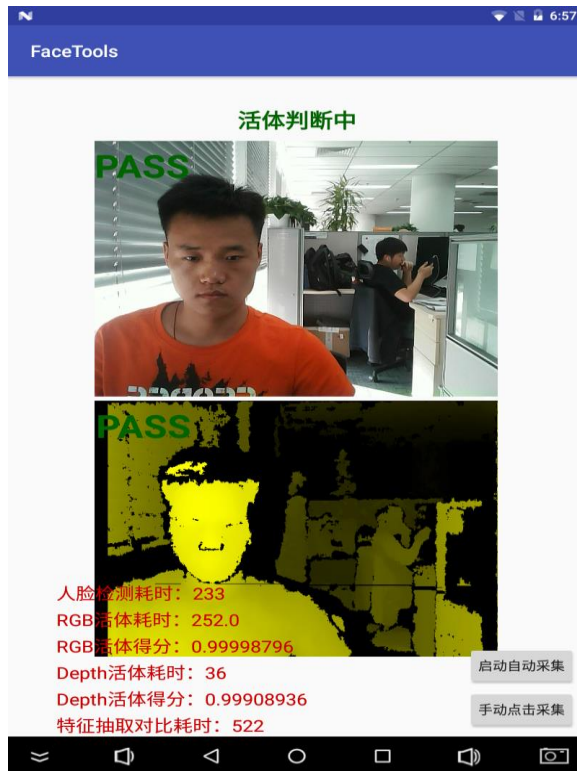 6:57
FaceTools
活体判断中
PASS
PASS
人脸检测耗时：233
RGB活体耗时：252.0
RGB活体得分：0.99998796
Depth活体耗时：36
Depth活体得分：0.99908936
特征抽取对比耗时：522
启动自动采集
手动点击采集